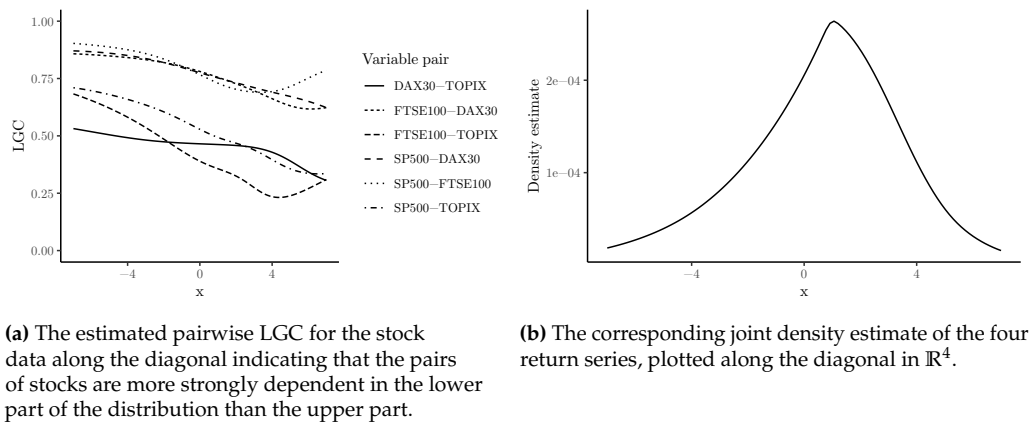 1.00
0.75
0.50
0.25
0.00
LGC
−4
0
4
x
Variable pair
DAX30−TOPIX
FTSE100−DAX30
FTSE100−TOPIX
SP500−DAX30
SP500−FTSE100
SP500−TOPIX
2e−04
1e−04
Density estimate
−4
0
4
x
(a) The estimated pairwise LGC for the stock
data along the diagonal indicating that the pairs
of stocks are more strongly dependent in the lower
part of the distribution than the upper part.
(b) The corresponding joint density estimate of the four
return series, plotted along the diagonal in ℝ⁴.